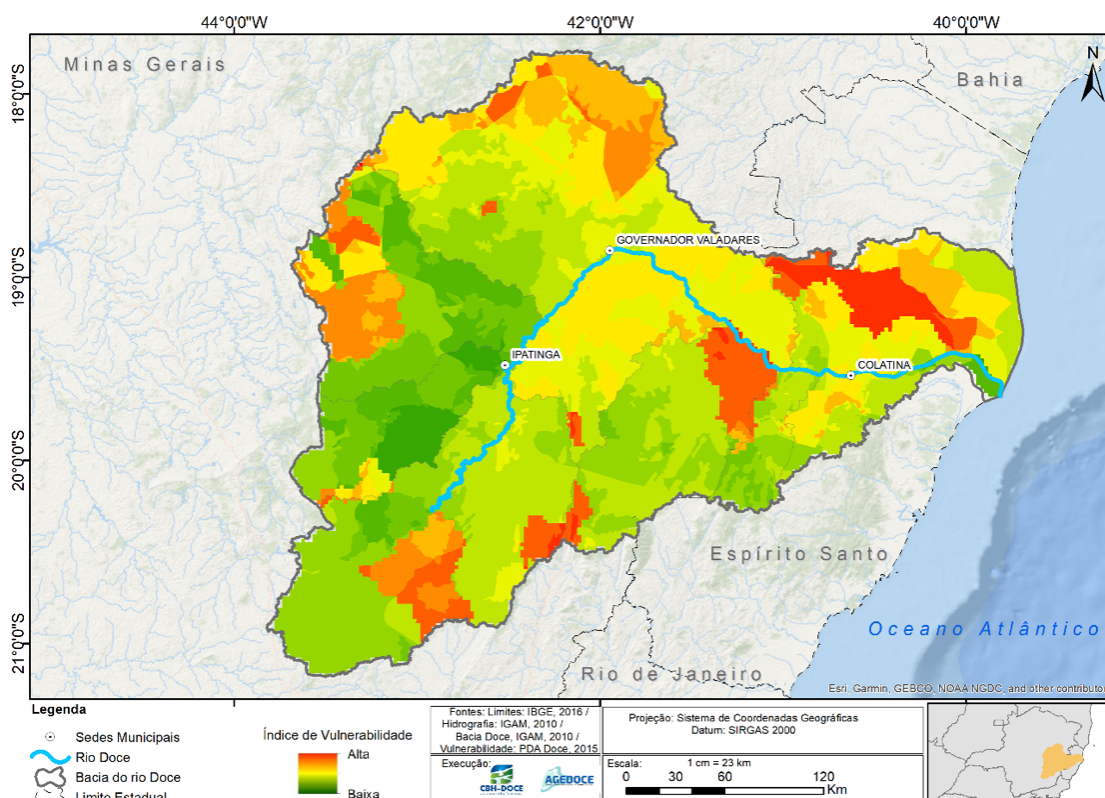 44°0'0"W 42°0'0"W 40°0'0"W
Minas Gerais
Bahia
N
18°0'0"S
GOVERNADOR VALADARES
19°0'0"S
IPATINGA
COLATINA
20°0'0"S
Espírito Santo
Oceano Atlântico
21°0'0"S
Rio de Janeiro
Esri, Garmin, GEBCO, NOAA NGDC, and other contributor
Legenda
Sedes Municipais
Rio Doce
Bacia do rio Doce
Limite Estadual
Índice de Vulnerabilidade
Alta
Baixa
Fontes: Limites: IBGE, 2016 /
Hidrografia: IGAM, 2010 /
Bacia Doce, IGAM, 2010 /
Vulnerabilidade: PDA Doce, 2015
Execução:
CBH-DOCE
AGEDOCE
Projeção: Sistema de Coordenadas Geográficas
Datum: SIRGAS 2000
Escala: 1 cm = 23 km
0 30 60 120
Km